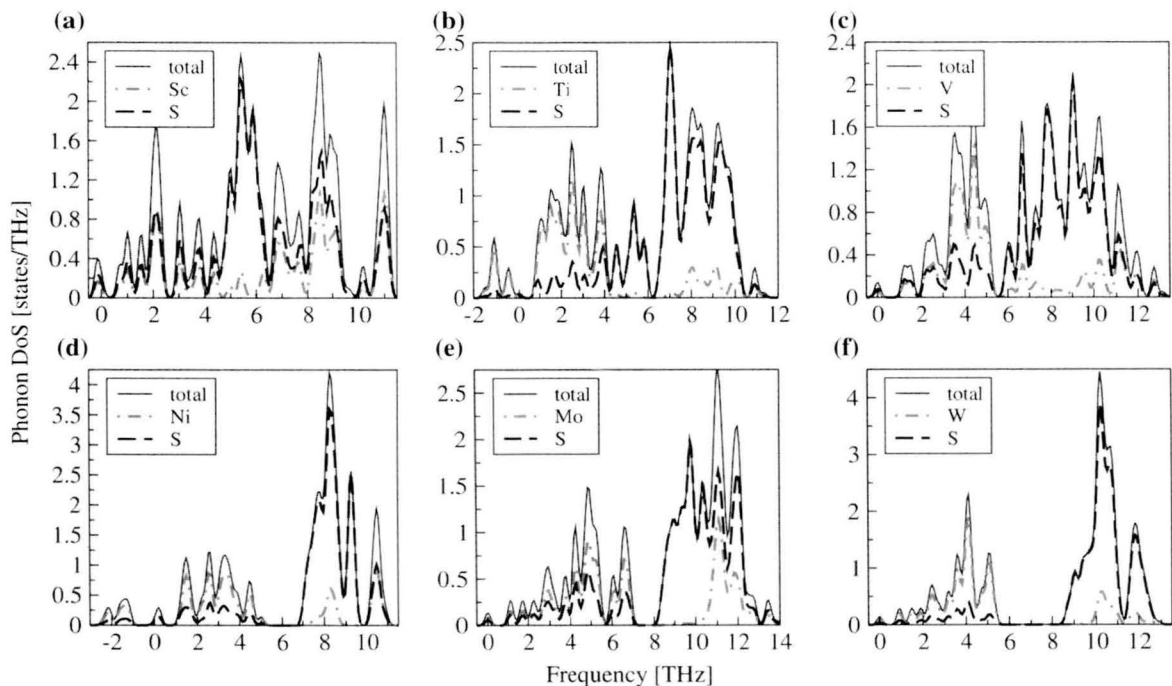 (a)
2.4
2
1.6
1.2
0.8
0.4
0
total
Sc
S
0 2 4 6 8 10
(b)
2.5
2
1.5
1
0.5
0
total
Ti
S
-2 0 2 4 6 8 10 12
(c)
2.4
2
1.6
1.2
0.8
0.4
0
total
V
S
0 2 4 6 8 10 12
(d)
4
3.5
3
2.5
2
1.5
1
0.5
0
total
Ni
S
-2 0 2 4 6 8 10
(e)
2.5
2
1.5
1
0.5
0
total
Mo
S
0 2 4 6 8 10 12 14
(f)
4
3
2
1
0
total
W
S
0 2 4 6 8 10 12
Phonon DoS [states/THz]
Frequency [THz]